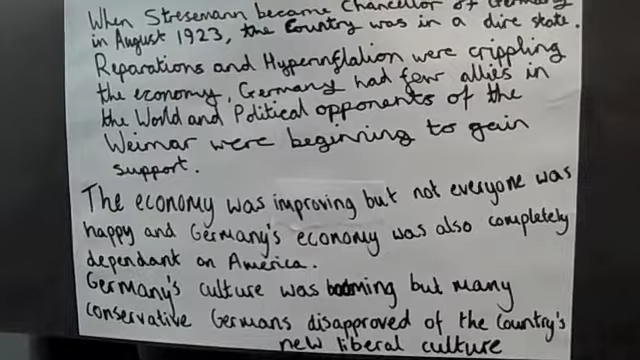 When Stresemann became Chancellor of Germany
in August 1923, the Country was in a dire state.
Reparations and Hyperinflation were crippling
the economy, Germany had few allies in
the World and Political opponents of the
Weimar were beginning to gain
support.
The economy was improving but not everyone was
happy and Germany's economy was also completely
dependant on America.
Germany's culture was booming but many
conservative Germans disapproved of the Country's
new liberal culture